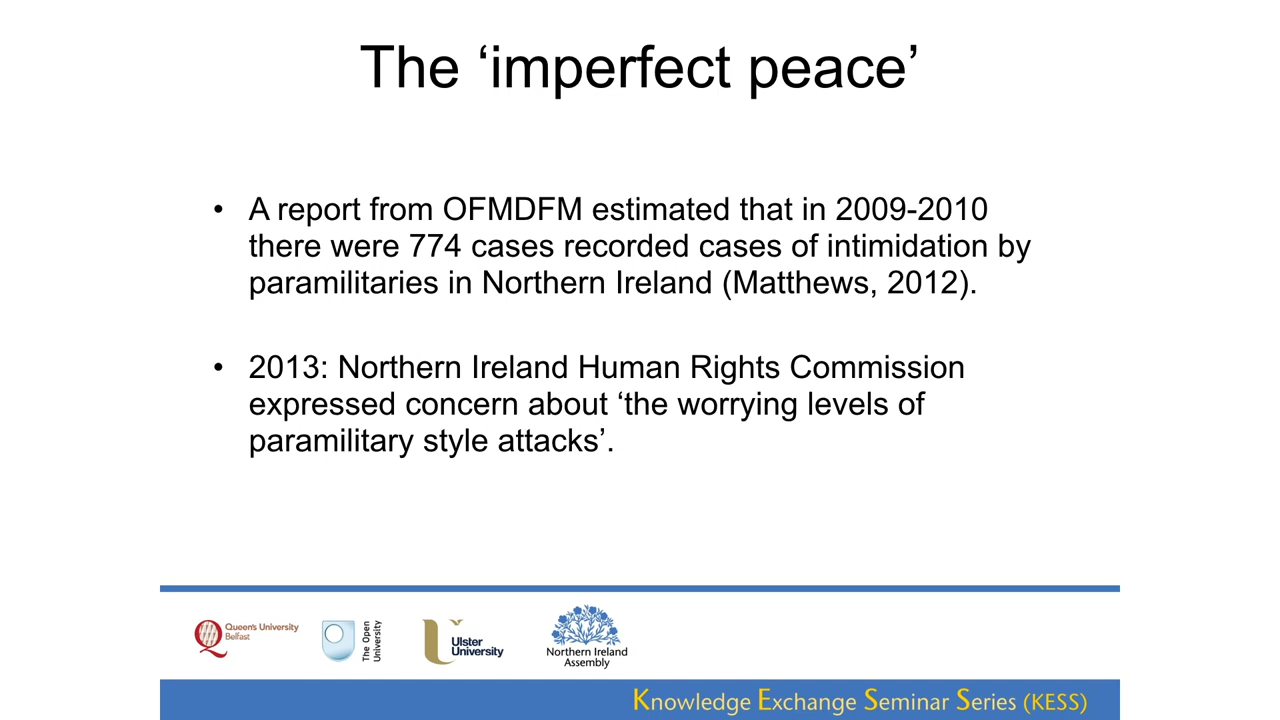 The ‘imperfect peace’
• A report from OFMDFM estimated that in 2009-2010
there were 774 cases recorded cases of intimidation by
paramilitaries in Northern Ireland (Matthews, 2012).
• 2013: Northern Ireland Human Rights Commission
expressed concern about ‘the worrying levels of
paramilitary style attacks’.
Queen's University
Belfast
The Open
University
Ulster
University
Northern Ireland
Assembly
Knowledge Exchange Seminar Series (KESS)